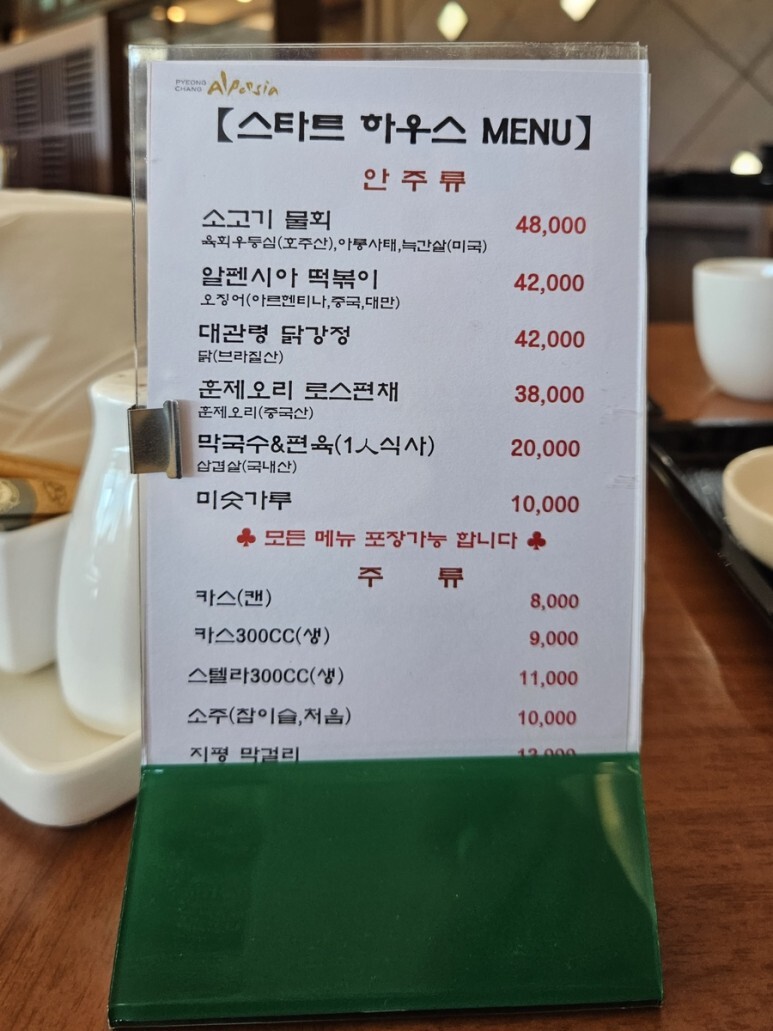 PYEONG CHANG Alpensia
【스타트 하우스 MENU】
안 주 류
소고기 물회 48,000
육회우둥심(호주산),아롱사태,늑간살(미국)
알펜시아 떡볶이 42,000
오징어(아르헨티나,중국,대만)
대관령 닭강정 42,000
닭(브라질산)
훈제오리 로스편채 38,000
훈제오리(중국산)
막국수&편육(1人식사) 20,000
삼겹살(국내산)
미숫가루 10,000
♣ 모든 메뉴 포장가능 합니다 ♣
주 류
카스(캔) 8,000
카스300CC(생) 9,000
스텔라300CC(생) 11,000
소주(참이슬,처음) 10,000
지평 막걸리